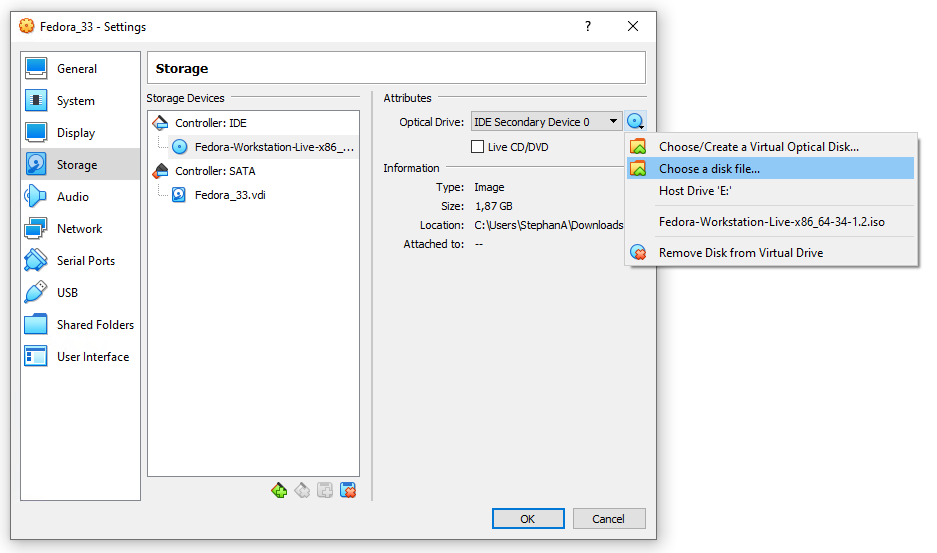 Fedora_33 - Settings
?
General
System
Display
Storage
Audio
Network
Serial Ports
USB
Shared Folders
User Interface
Storage
Storage Devices
Controller: IDE
Fedora-Workstation-Live-x86_...
Controller: SATA
Fedora_33.vdi
Attributes
Optical Drive: IDE Secondary Device 0
Live CD/DVD
Information
Type: Image
Size: 1,87 GB
Location: C:\Users\StephanA\Downloads
Attached to: --
Choose/Create a Virtual Optical Disk...
Choose a disk file...
Host Drive 'E:'
Fedora-Workstation-Live-x86_64-34-1.2.iso
Remove Disk from Virtual Drive
OK
Cancel